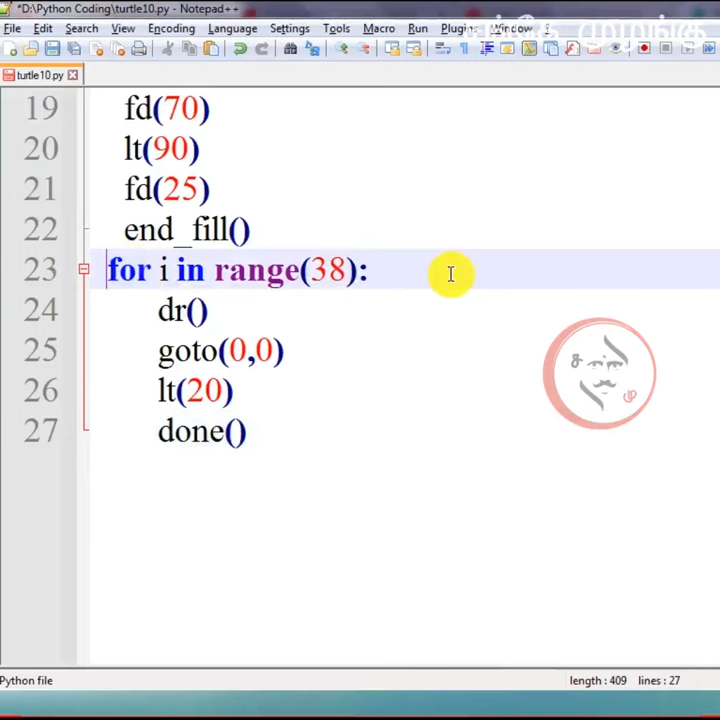 *D:\Python Coding\turtle10.py - Notepad++
File Edit Search View Encoding Language Settings Tools Macro Run Plugins Window
turtle10.py
19 fd(70)
20 lt(90)
21 fd(25)
22 end_fill()
23 for i in range(38):
24 dr()
25 goto(0,0)
26 lt(20)
27 done()
Python file length : 409 lines : 27